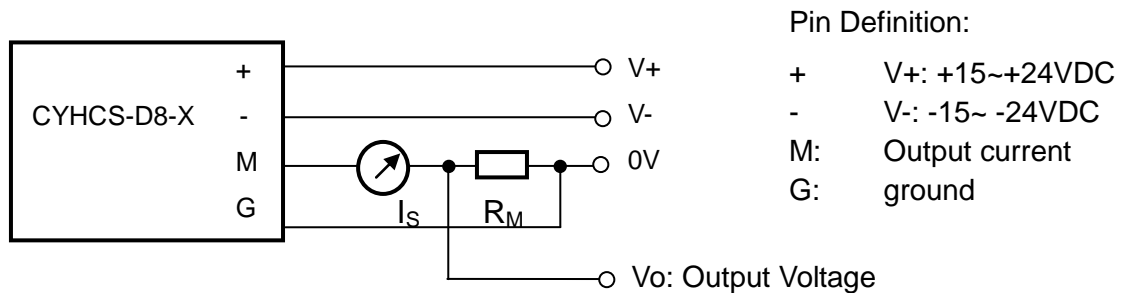 Pin Definition:
+ V+
+ V+: +15~+24VDC
CYHCS-D8-X - V-
- V-: -15~ -24VDC
M 0V
M: Output current
G
G: ground
IS RM
Vo: Output Voltage